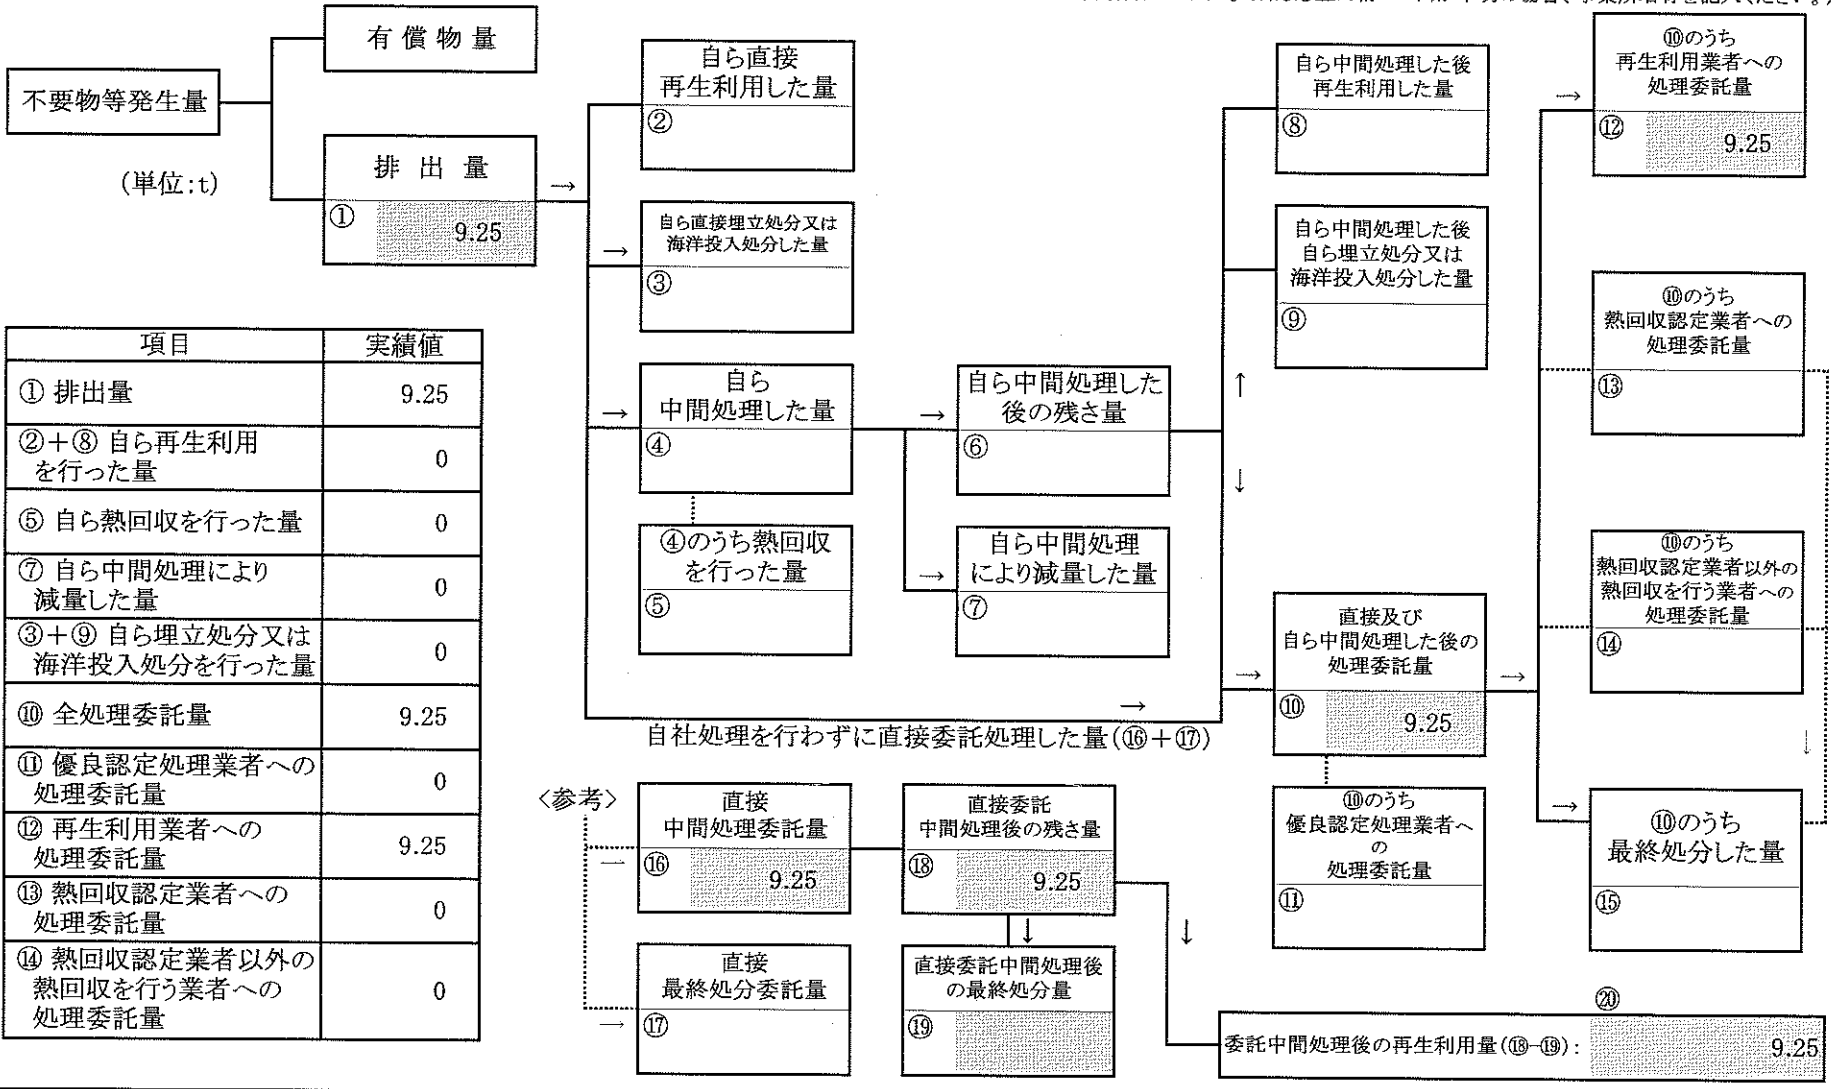 不要物等発生量
(単位:t)
有償物量
排出量
① 9.25
自ら直接
再生利用した量
②
自ら直接埋立処分又は
海洋投入処分した量
③
自ら
中間処理した量
④
④のうち熱回収
を行った量
⑤
自ら中間処理した
後の残さ量
⑥
自ら中間処理
により減量した量
⑦
自ら中間処理した後
再生利用した量
⑧
自ら中間処理した後
自ら埋立処分又は
海洋投入処分した量
⑨
直接及び
自ら中間処理した後の
処理委託量
⑩ 9.25
⑩のうち
優良認定処理業者へ
の
処理委託量
⑪
⑩のうち
再生利用業者への
処理委託量
⑫ 9.25
⑩のうち
熱回収認定業者への
処理委託量
⑬
⑩のうち
熱回収認定業者以外の
熱回収を行う業者への
処理委託量
⑭
⑩のうち
最終処分した量
⑮
自社処理を行わずに直接委託処理した量(⑯+⑰)
項目 実績値
① 排出量 9.25
②+⑧ 自ら再生利用
を行った量 0
⑤ 自ら熱回収を行った量 0
⑦ 自ら中間処理により
減量した量 0
③+⑨ 自ら埋立処分又は
海洋投入処分を行った量 0
⑩ 全処理委託量 9.25
⑪ 優良認定処理業者への
処理委託量 0
⑫ 再生利用業者への
処理委託量 9.25
⑬ 熱回収認定業者への
処理委託量 0
⑭ 熱回収認定業者以外の
熱回収を行う業者への
処理委託量 0
〈参考〉
直接
中間処理委託量
⑯ 9.25
直接委託
中間処理後の残さ量
⑱ 9.25
直接
最終処分委託量
⑰
直接委託中間処理後
の最終処分量
⑲
⑳
委託中間処理後の再生利用量(⑱-⑲): 9.25